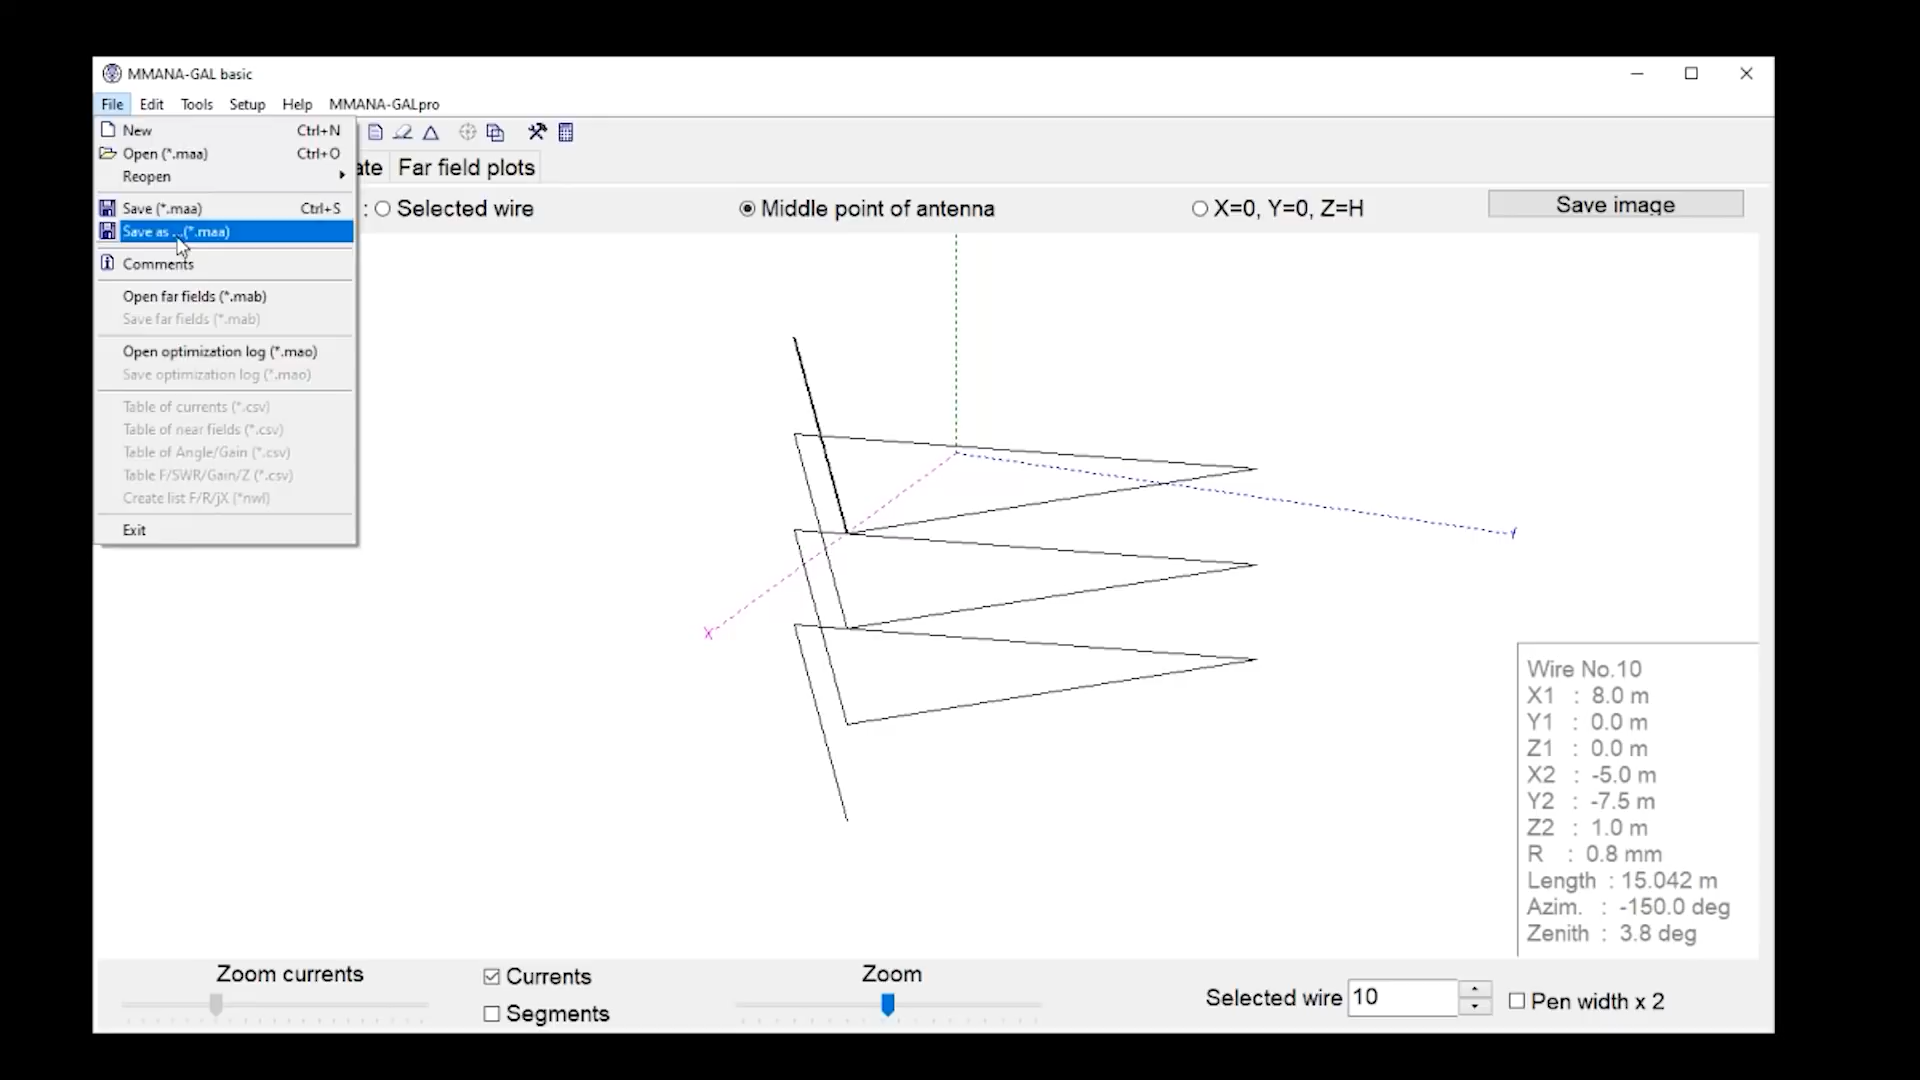 MMANA-GAL basic
File Edit Tools Setup Help MMANA-GALpro
New Ctrl+N
Open (*.maa) Ctrl+O
Reopen
Save (*.maa) Ctrl+S
Save as ...(*.maa)
Comments
Open far fields (*.mab)
Save far fields (*.mab)
Open optimization log (*.mao)
Save optimization log (*.mao)
Table of currents (*.csv)
Table of near fields (*.csv)
Table of Angle/Gain (*.csv)
Table F/SWR/Gain/Z (*.csv)
Create list F/R/jX (*nwl)
Exit
ate Far field plots
: Selected wire Middle point of antenna X=0, Y=0, Z=H Save image
Y
X
Wire No.10
X1 : 8.0 m
Y1 : 0.0 m
Z1 : 0.0 m
X2 : -5.0 m
Y2 : -7.5 m
Z2 : 1.0 m
R : 0.8 mm
Length : 15.042 m
Azim. : -150.0 deg
Zenith : 3.8 deg
Zoom currents Currents Zoom
Segments
Selected wire 10 Pen width x 2